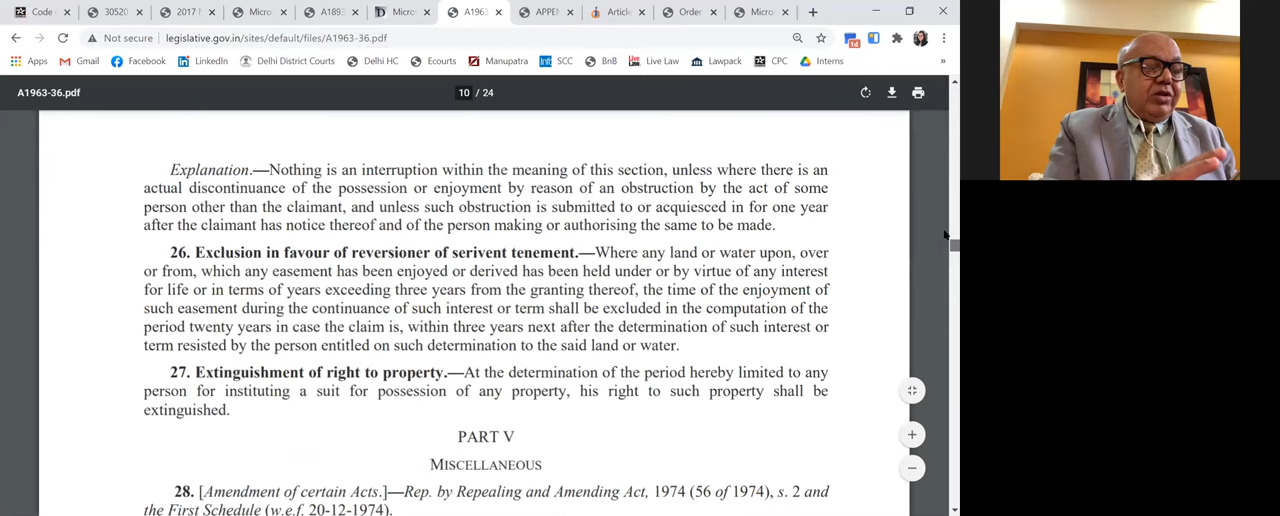 Code
30520
2017
Micro
A1893
Micro
A1963
APPE
Article
Order
Micro
Not secure | legislative.gov.in/sites/default/files/A1963-36.pdf
Apps Gmail Facebook LinkedIn Delhi District Courts Delhi HC Ecourts Manupatra SCC BnB Live Law Lawpack CPC Interns »
A1963-36.pdf 10 / 24
Explanation.—Nothing is an interruption within the meaning of this section, unless where there is an
actual discontinuance of the possession or enjoyment by reason of an obstruction by the act of some
person other than the claimant, and unless such obstruction is submitted to or acquiesced in for one year
after the claimant has notice thereof and of the person making or authorising the same to be made.
26. Exclusion in favour of reversioner of serivent tenement.—Where any land or water upon, over
or from, which any easement has been enjoyed or derived has been held under or by virtue of any interest
for life or in terms of years exceeding three years from the granting thereof, the time of the enjoyment of
such easement during the continuance of such interest or term shall be excluded in the computation of the
period twenty years in case the claim is, within three years next after the determination of such interest or
term resisted by the person entitled on such determination to the said land or water.
27. Extinguishment of right to property.—At the determination of the period hereby limited to any
person for instituting a suit for possession of any property, his right to such property shall be
extinguished.
PART V
MISCELLANEOUS
28. [Amendment of certain Acts.]—Rep. by Repealing and Amending Act, 1974 (56 of 1974), s. 2 and
the First Schedule (w.e.f. 20-12-1974).